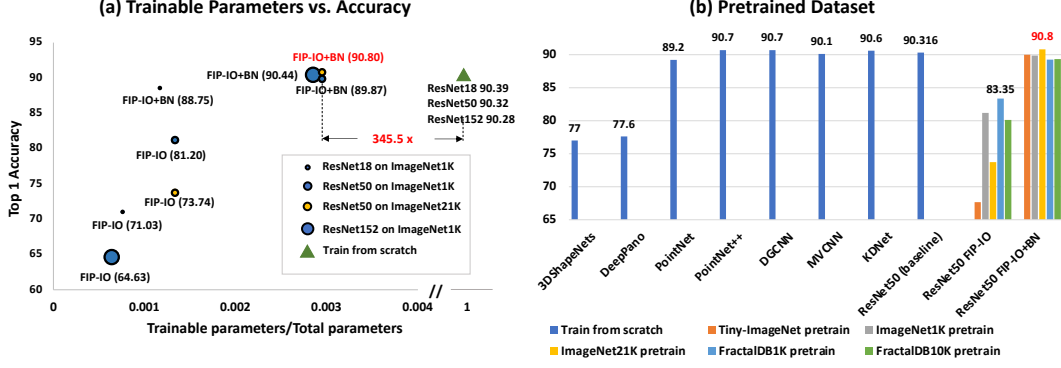 (a) Trainable Parameters vs. Accuracy
Top 1 Accuracy
95
90
85
80
75
70
65
60
0
0.001
0.002
0.003
0.004
//
1
Trainable parameters/Total parameters
FIP-IO+BN (90.80)
FIP-IO+BN (90.44)
FIP-IO+BN (89.87)
FIP-IO+BN (88.75)
FIP-IO (81.20)
FIP-IO (73.74)
FIP-IO (71.03)
FIP-IO (64.63)
ResNet18 90.39
ResNet50 90.32
ResNet152 90.28
345.5 x
ResNet18 on ImageNet1K
ResNet50 on ImageNet1K
ResNet50 on ImageNet21K
ResNet152 on ImageNet1K
Train from scratch
(b) Pretrained Dataset
90
85
80
75
70
65
77
77.6
89.2
90.7
90.7
90.1
90.6
90.316
83.35
90.8
3DShapeNets
DeepPano
PointNet
PointNet++
DGCNN
MVCNN
KDNet
ResNet50 (baseline)
ResNet50 FIP-IO
ResNet50 FIP-IO+BN
Train from scratch
Tiny-ImageNet pretrain
ImageNet1K pretrain
ImageNet21K pretrain
FractalDB1K pretrain
FractalDB10K pretrain